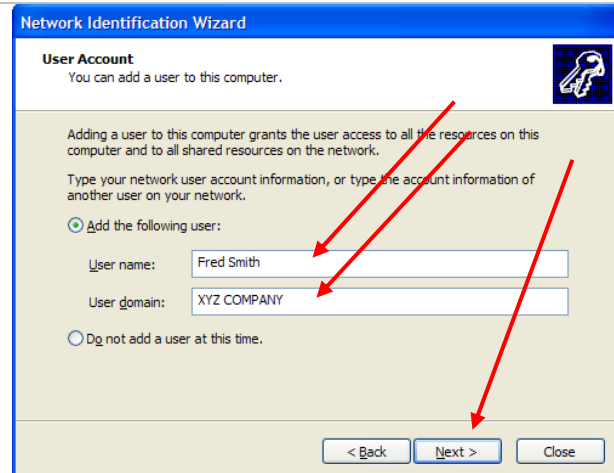 Network Identification Wizard
User Account
You can add a user to this computer.
Adding a user to this computer grants the user access to all the resources on this
computer and to all shared resources on the network.
Type your network user account information, or type the account information of
another user on your network.
Add the following user:
User name: Fred Smith
User domain: XYZ COMPANY
Do not add a user at this time.
< Back Next > Close